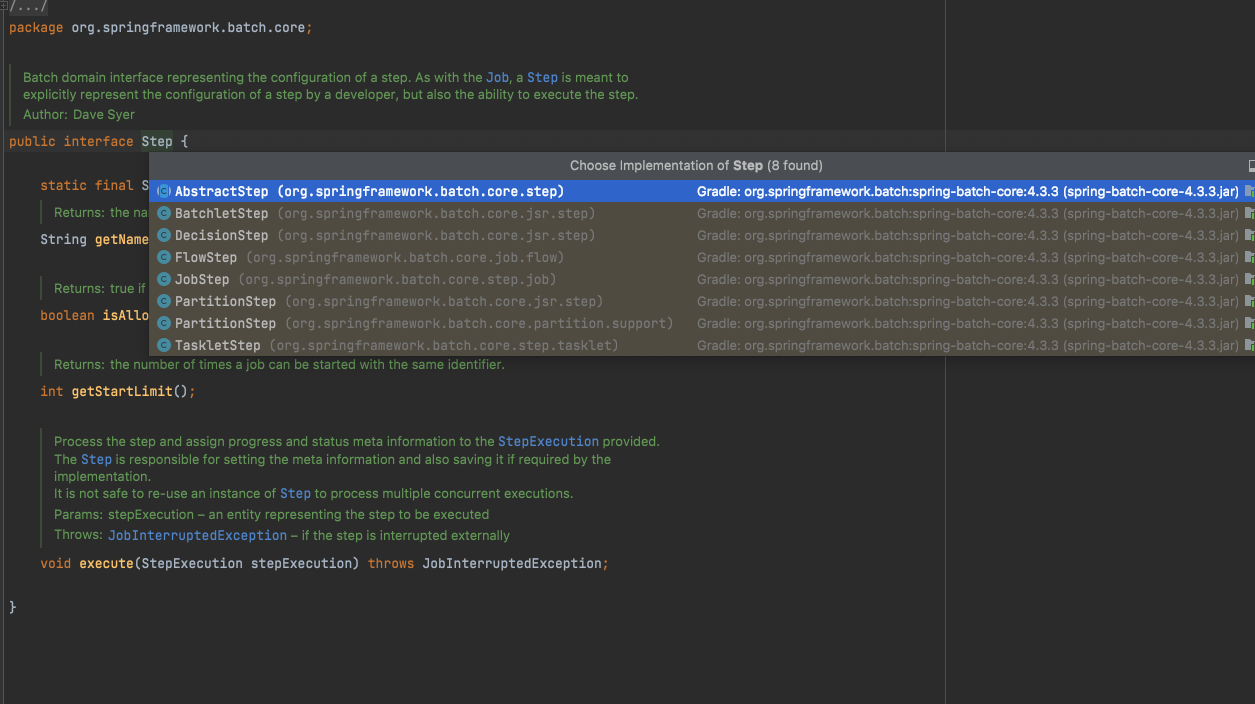 /.../
package org.springframework.batch.core;
Batch domain interface representing the configuration of a step. As with the Job, a Step is meant to
explicitly represent the configuration of a step by a developer, but also the ability to execute the step.
Author: Dave Syer
public interface Step {
Choose Implementation of Step (8 found)
static final S
AbstractStep (org.springframework.batch.core.step) Gradle: org.springframework.batch:spring-batch-core:4.3.3 (spring-batch-core-4.3.3.jar)
Returns: the na
BatchletStep (org.springframework.batch.core.jsr.step) Gradle: org.springframework.batch:spring-batch-core:4.3.3 (spring-batch-core-4.3.3.jar)
String getName
DecisionStep (org.springframework.batch.core.jsr.step) Gradle: org.springframework.batch:spring-batch-core:4.3.3 (spring-batch-core-4.3.3.jar)
FlowStep (org.springframework.batch.core.job.flow) Gradle: org.springframework.batch:spring-batch-core:4.3.3 (spring-batch-core-4.3.3.jar)
Returns: true if
JobStep (org.springframework.batch.core.step.job) Gradle: org.springframework.batch:spring-batch-core:4.3.3 (spring-batch-core-4.3.3.jar)
PartitionStep (org.springframework.batch.core.jsr.step) Gradle: org.springframework.batch:spring-batch-core:4.3.3 (spring-batch-core-4.3.3.jar)
boolean isAllo
PartitionStep (org.springframework.batch.core.partition.support) Gradle: org.springframework.batch:spring-batch-core:4.3.3 (spring-batch-core-4.3.3.jar)
TaskletStep (org.springframework.batch.core.step.tasklet) Gradle: org.springframework.batch:spring-batch-core:4.3.3 (spring-batch-core-4.3.3.jar)
Returns: the number of times a job can be started with the same identifier.
int getStartLimit();
Process the step and assign progress and status meta information to the StepExecution provided.
The Step is responsible for setting the meta information and also saving it if required by the
implementation.
It is not safe to re-use an instance of Step to process multiple concurrent executions.
Params: stepExecution – an entity representing the step to be executed
Throws: JobInterruptedException – if the step is interrupted externally
void execute(StepExecution stepExecution) throws JobInterruptedException;
}